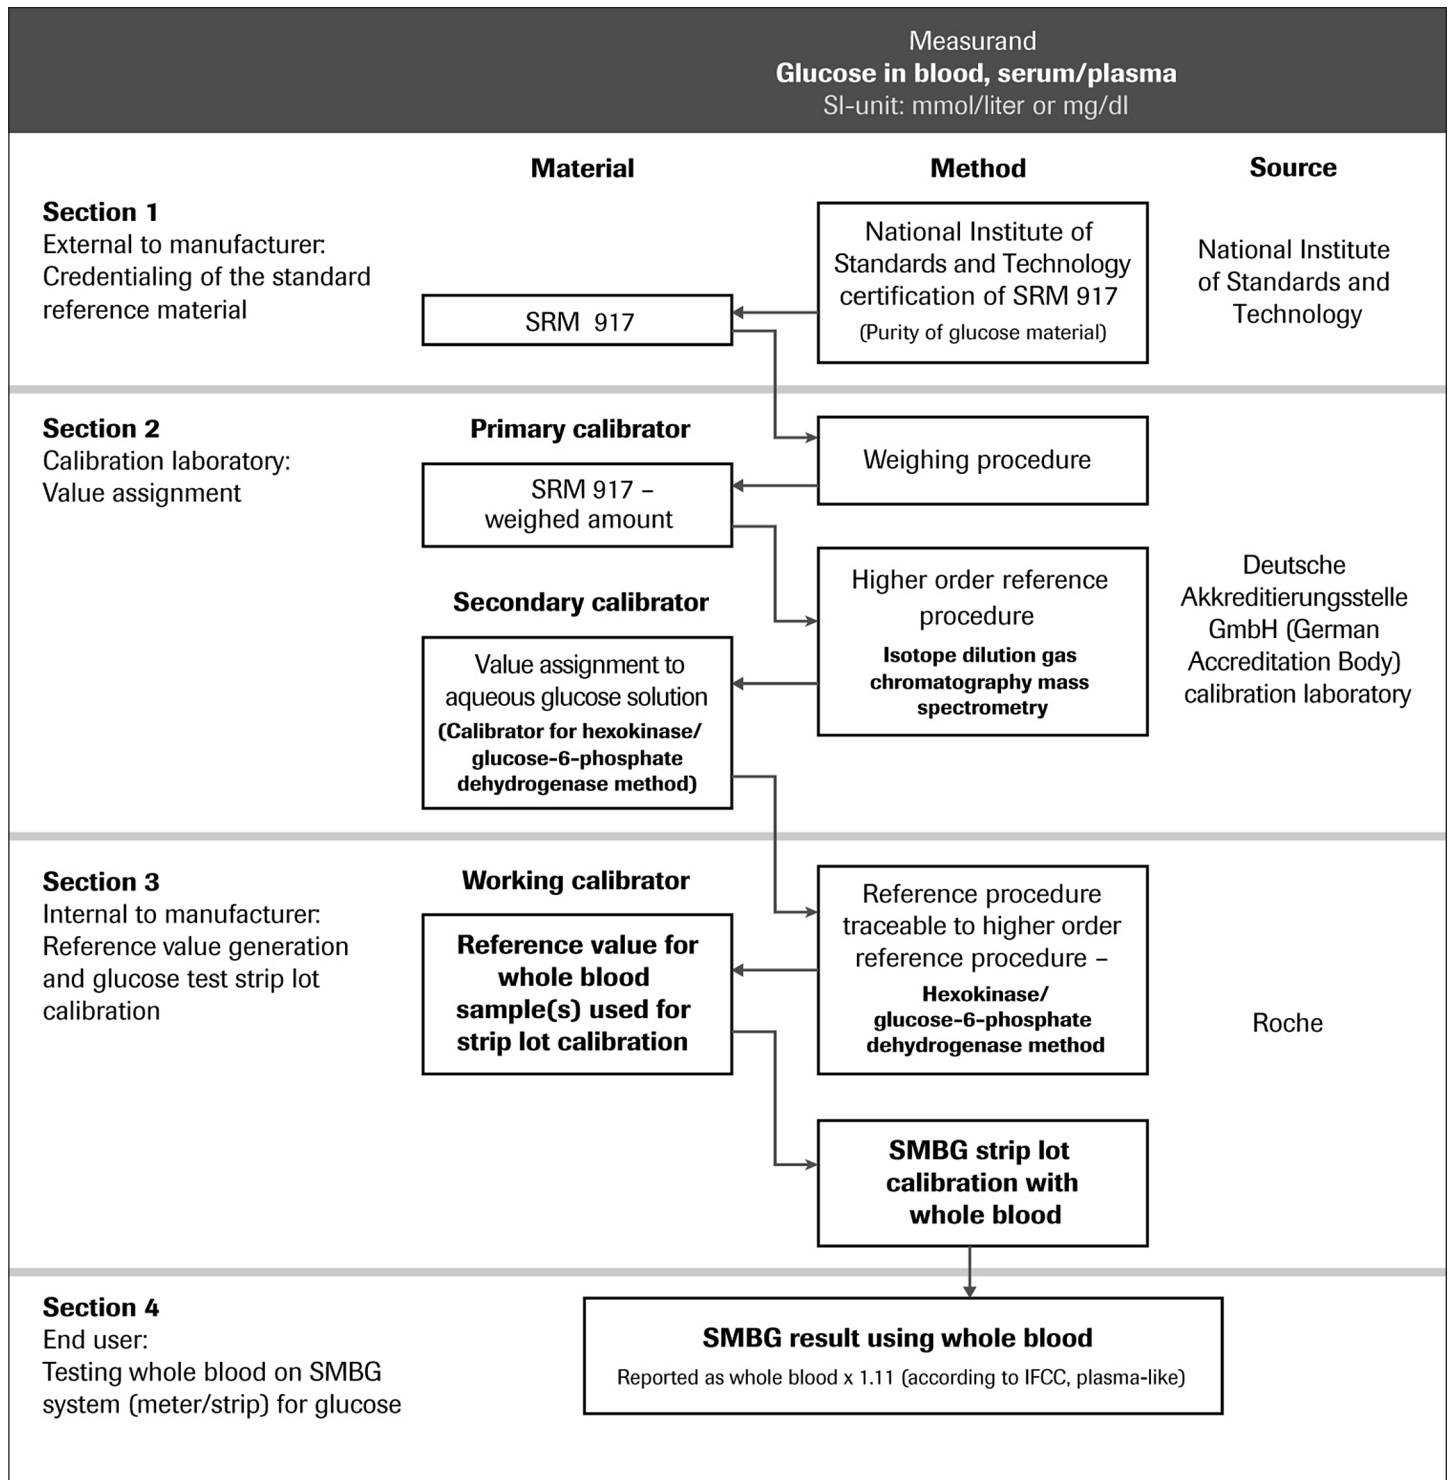 Measurand
Glucose in blood, serum/plasma
SI-unit: mmol/liter or mg/dl
Material
Method
Source
Section 1
External to manufacturer:
Credentialing of the standard
reference material
SRM 917
National Institute of
Standards and Technology
certification of SRM 917
(Purity of glucose material)
National Institute
of Standards and
Technology
Section 2
Calibration laboratory:
Value assignment
Primary calibrator
SRM 917 –
weighed amount
Weighing procedure
Secondary calibrator
Value assignment to
aqueous glucose solution
(Calibrator for hexokinase/
glucose-6-phosphate
dehydrogenase method)
Higher order reference
procedure
Isotope dilution gas
chromatography mass
spectrometry
Deutsche
Akkreditierungsstelle
GmbH (German
Accreditation Body)
calibration laboratory
Section 3
Internal to manufacturer:
Reference value generation
and glucose test strip lot
calibration
Working calibrator
Reference value for
whole blood
sample(s) used for
strip lot calibration
Reference procedure
traceable to higher order
reference procedure –
Hexokinase/
glucose-6-phosphate
dehydrogenase method
Roche
SMBG strip lot
calibration with
whole blood
Section 4
End user:
Testing whole blood on SMBG
system (meter/strip) for glucose
SMBG result using whole blood
Reported as whole blood x 1.11 (according to IFCC, plasma-like)